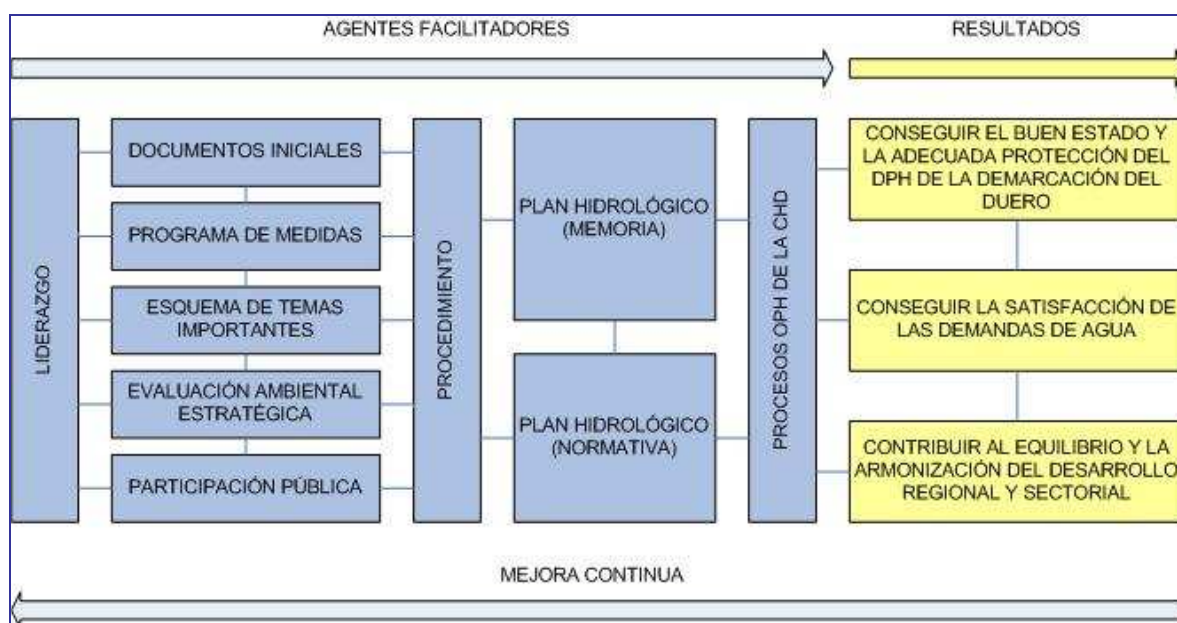 AGENTES FACILITADORES
RESULTADOS
LIDERAZGO
DOCUMENTOS INICIALES
PROGRAMA DE MEDIDAS
ESQUEMA DE TEMAS
IMPORTANTES
EVALUACIÓN AMBIENTAL
ESTRATÉGICA
PARTICIPACIÓN PÚBLICA
PROCEDIMIENTO
PLAN HIDROLÓGICO
(MEMORIA)
PLAN HIDROLÓGICO
(NORMATIVA)
PROCESOS OPH DE LA CHD
CONSEGUIR EL BUEN ESTADO Y
LA ADECUADA PROTECCIÓN DEL
DPH DE LA DEMARCACIÓN DEL
DUERO
CONSEGUIR LA SATISFACCIÓN DE
LAS DEMANDAS DE AGUA
CONTRIBUIR AL EQUILIBRIO Y LA
ARMONIZACIÓN DEL DESARROLLO
REGIONAL Y SECTORIAL
MEJORA CONTINUA